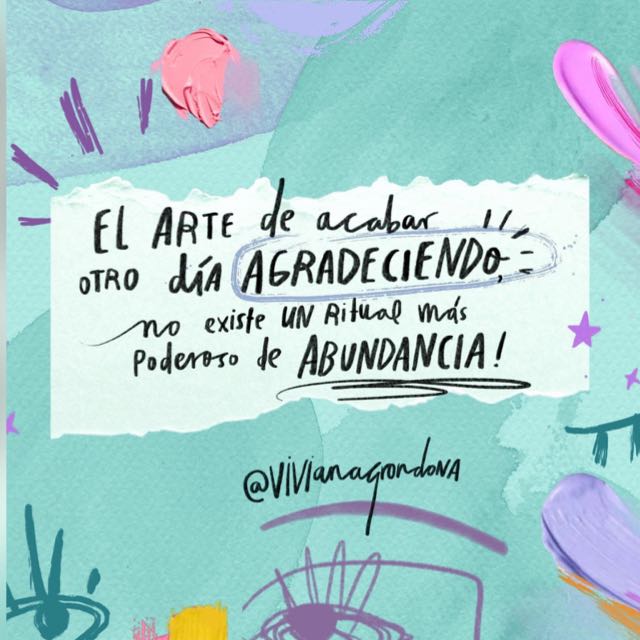 EL ARTE de acabar
OTRO día AGRADECIENDO,
no existe UN Ritual más
Poderoso de ABUNDANCIA!
@VIVIanagrondoNA